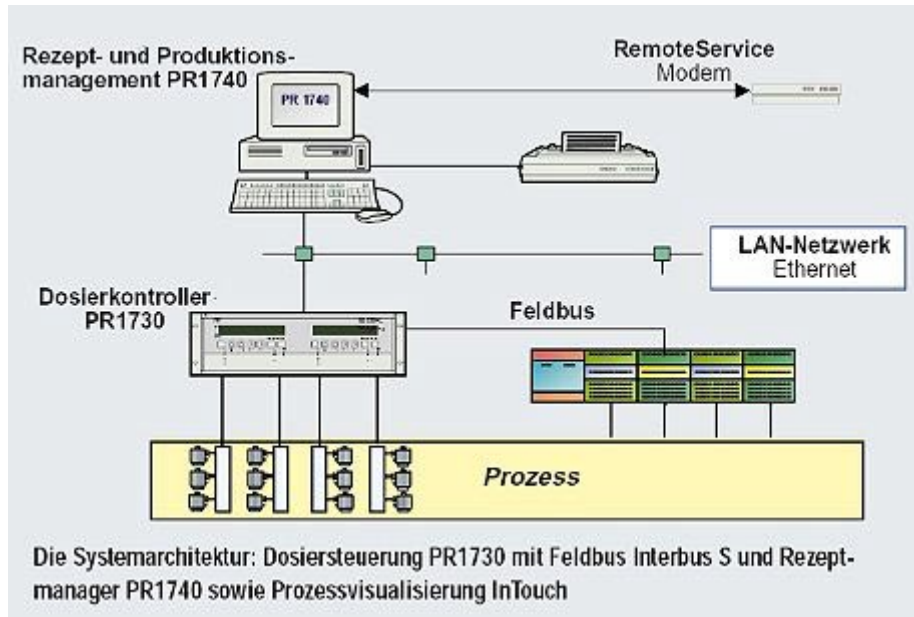 Rezept- und Produktions-
management PR1740
PR 1740
RemoteService
Modem
LAN-Netzwerk
Ethernet
Dosierkontroller
PR1730
Feldbus
Prozess
Die Systemarchitektur: Dosiersteuerung PR1730 mit Feldbus Interbus S und Rezept-
manager PR1740 sowie Prozessvisualisierung InTouch